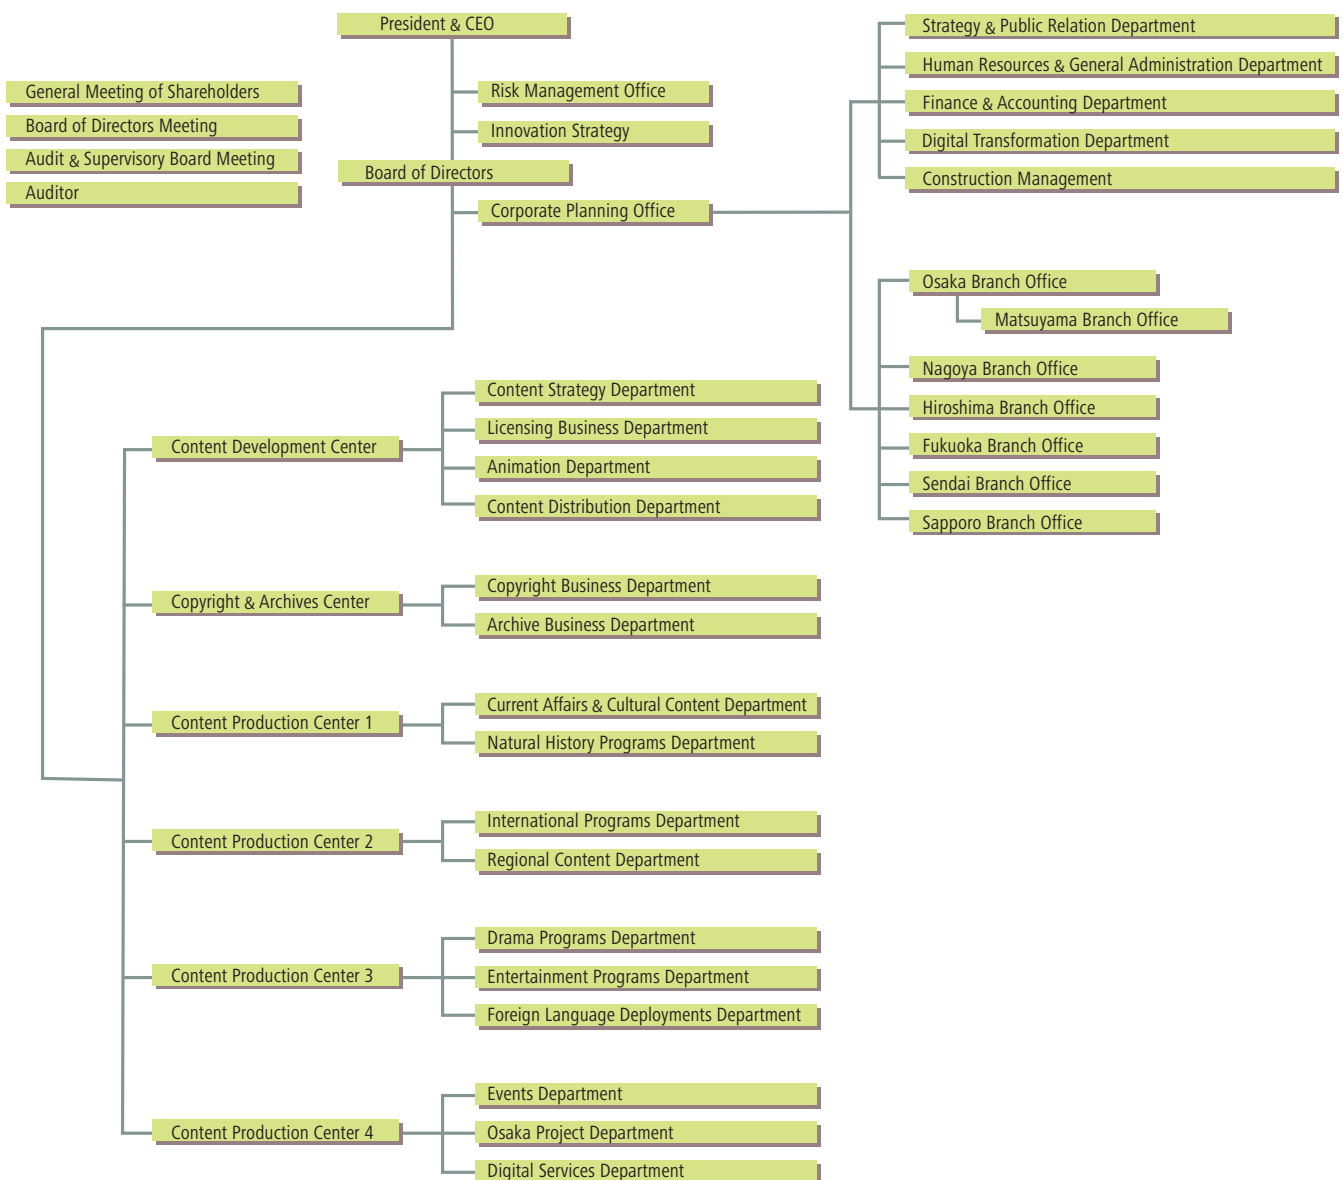 President & CEO
General Meeting of Shareholders
Board of Directors Meeting
Audit & Supervisory Board Meeting
Auditor
Risk Management Office
Innovation Strategy
Board of Directors
Corporate Planning Office
Strategy & Public Relation Department
Human Resources & General Administration Department
Finance & Accounting Department
Digital Transformation Department
Construction Management
Osaka Branch Office
Matsuyama Branch Office
Nagoya Branch Office
Hiroshima Branch Office
Fukuoka Branch Office
Sendai Branch Office
Sapporo Branch Office
Content Development Center
Content Strategy Department
Licensing Business Department
Animation Department
Content Distribution Department
Copyright & Archives Center
Copyright Business Department
Archive Business Department
Content Production Center 1
Current Affairs & Cultural Content Department
Natural History Programs Department
Content Production Center 2
International Programs Department
Regional Content Department
Content Production Center 3
Drama Programs Department
Entertainment Programs Department
Foreign Language Deployments Department
Content Production Center 4
Events Department
Osaka Project Department
Digital Services Department